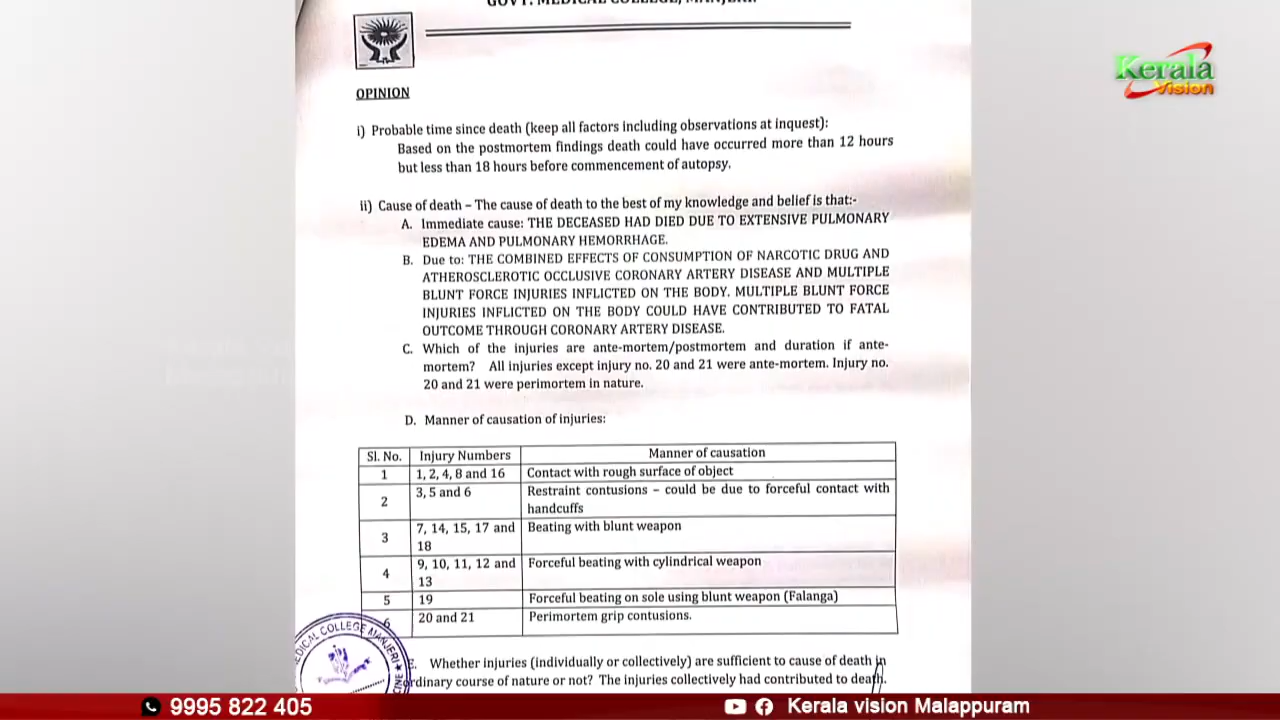 GOVT. MEDICAL COLLEGE, MANJERI.
Kerala
Vision
OPINION
i) Probable time since death (keep all factors including observations at inquest):
Based on the postmortem findings death could have occurred more than 12 hours
but less than 18 hours before commencement of autopsy.
ii) Cause of death – The cause of death to the best of my knowledge and belief is that:-
A. Immediate cause: THE DECEASED HAD DIED DUE TO EXTENSIVE PULMONARY
EDEMA AND PULMONARY HEMORRHAGE.
B. Due to: THE COMBINED EFFECTS OF CONSUMPTION OF NARCOTIC DRUG AND
ATHEROSCLEROTIC OCCLUSIVE CORONARY ARTERY DISEASE AND MULTIPLE
BLUNT FORCE INJURIES INFLICTED ON THE BODY. MULTIPLE BLUNT FORCE
INJURIES INFLICTED ON THE BODY COULD HAVE CONTRIBUTED TO FATAL
OUTCOME THROUGH CORONARY ARTERY DISEASE.
C. Which of the injuries are ante-mortem/postmortem and duration if ante-
mortem? All injuries except injury no. 20 and 21 were ante-mortem. Injury no.
20 and 21 were perimortem in nature.
D. Manner of causation of injuries:
Sl. No. Injury Numbers Manner of causation
1 1, 2, 4, 8 and 16 Contact with rough surface of object
2 3, 5 and 6 Restraint contusions – could be due to forceful contact with
handcuffs
3 7, 14, 15, 17 and Beating with blunt weapon
18
4 9, 10, 11, 12 and Forceful beating with cylindrical weapon
13
5 19 Forceful beating on sole using blunt weapon (Falanga)
6 20 and 21 Perimortem grip contusions.
MEDICAL COLLEGE MANJERI
Whether injuries (individually or collectively) are sufficient to cause of death in
ordinary course of nature or not? The injuries collectively had contributed to death.
9995 822 405
Kerala vision Malappuram